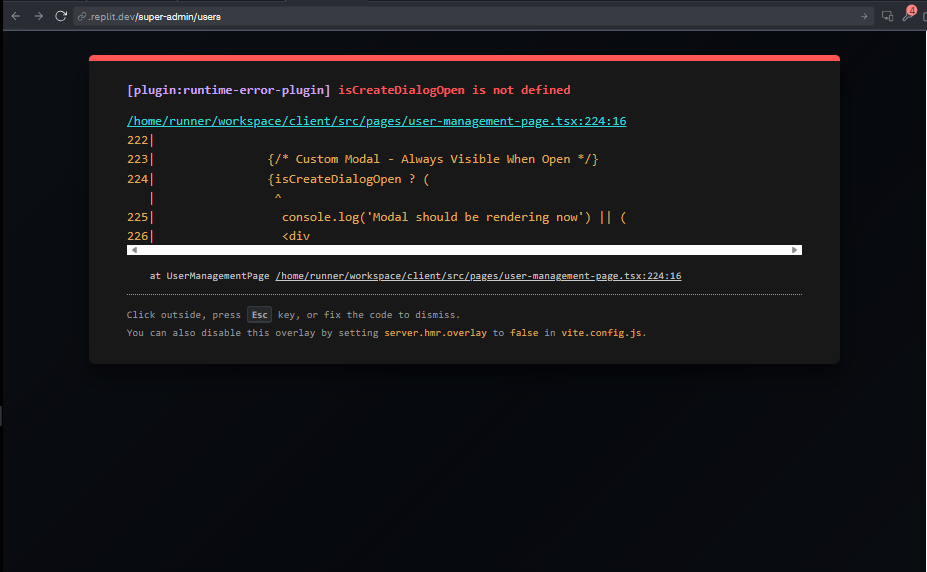 .replit.dev/super-admin/users
4
[plugin:runtime-error-plugin] isCreateDialogOpen is not defined
/home/runner/workspace/client/src/pages/user-management-page.tsx:224:16
222|
223|                {/* Custom Modal - Always Visible When Open */}
224|                {isCreateDialogOpen ? (
   |                 ^
225|                  console.log('Modal should be rendering now') || (
226|                  <div
at UserManagementPage /home/runner/workspace/client/src/pages/user-management-page.tsx:224:16
Click outside, press Esc key, or fix the code to dismiss.
You can also disable this overlay by setting server.hmr.overlay to false in vite.config.js.